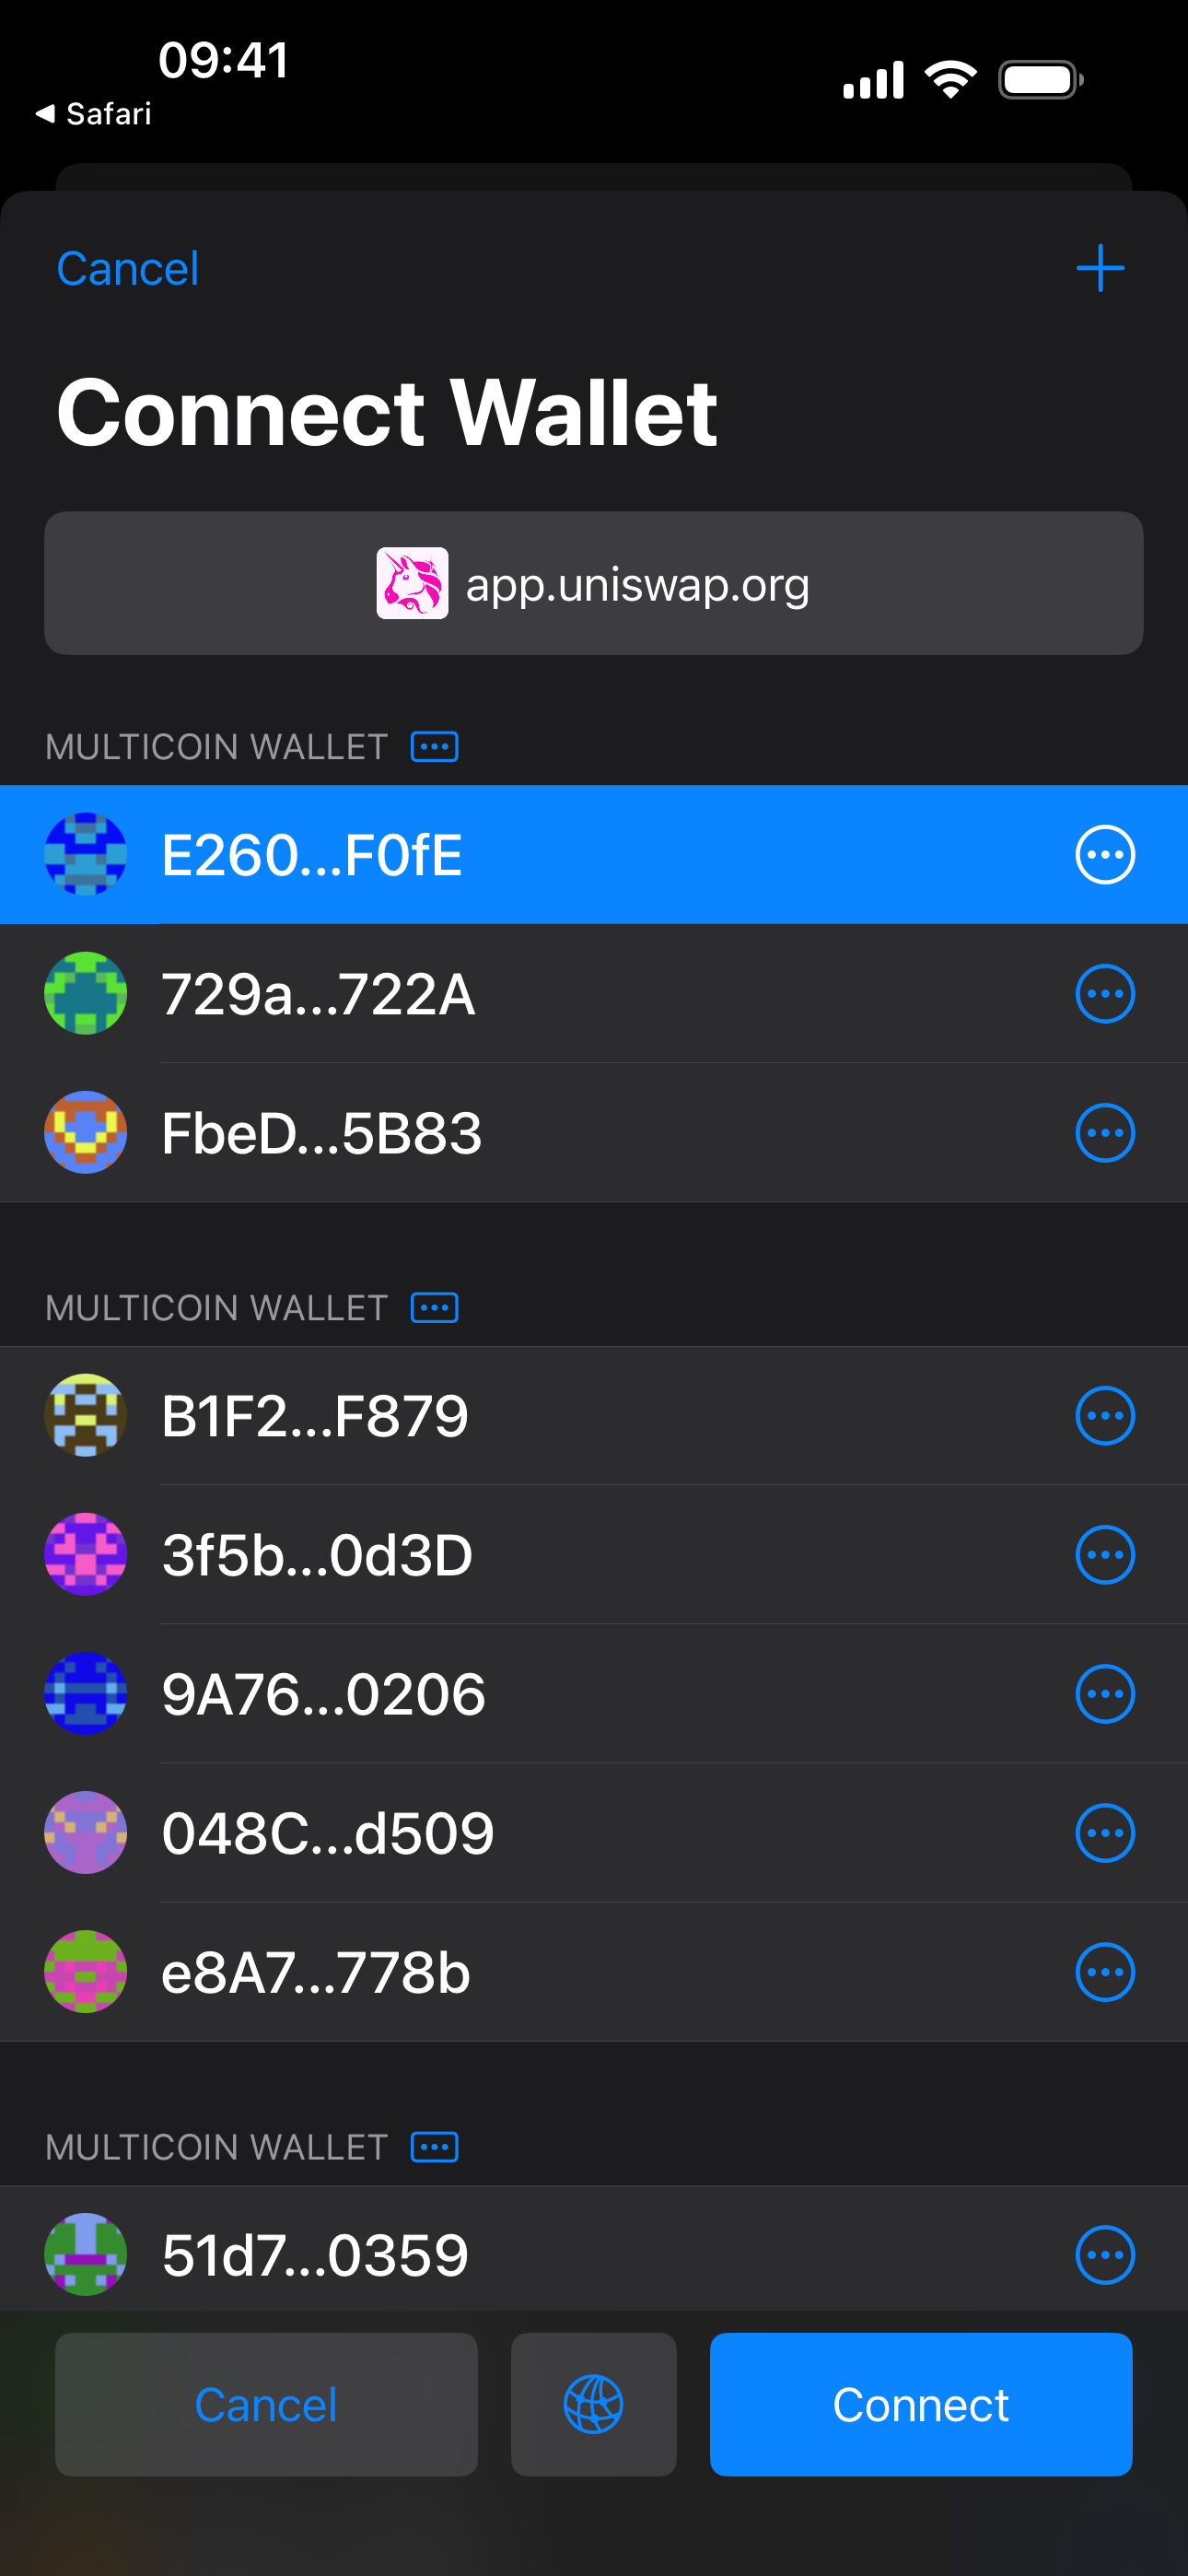 09:41
Safari
Cancel
Connect Wallet
app.uniswap.org
MULTICOIN WALLET
E260...F0fE
729a...722A
FbeD...5B83
MULTICOIN WALLET
B1F2...F879
3f5b...0d3D
9A76...0206
048C...d509
e8A7...778b
MULTICOIN WALLET
51d7...0359
Cancel
Connect